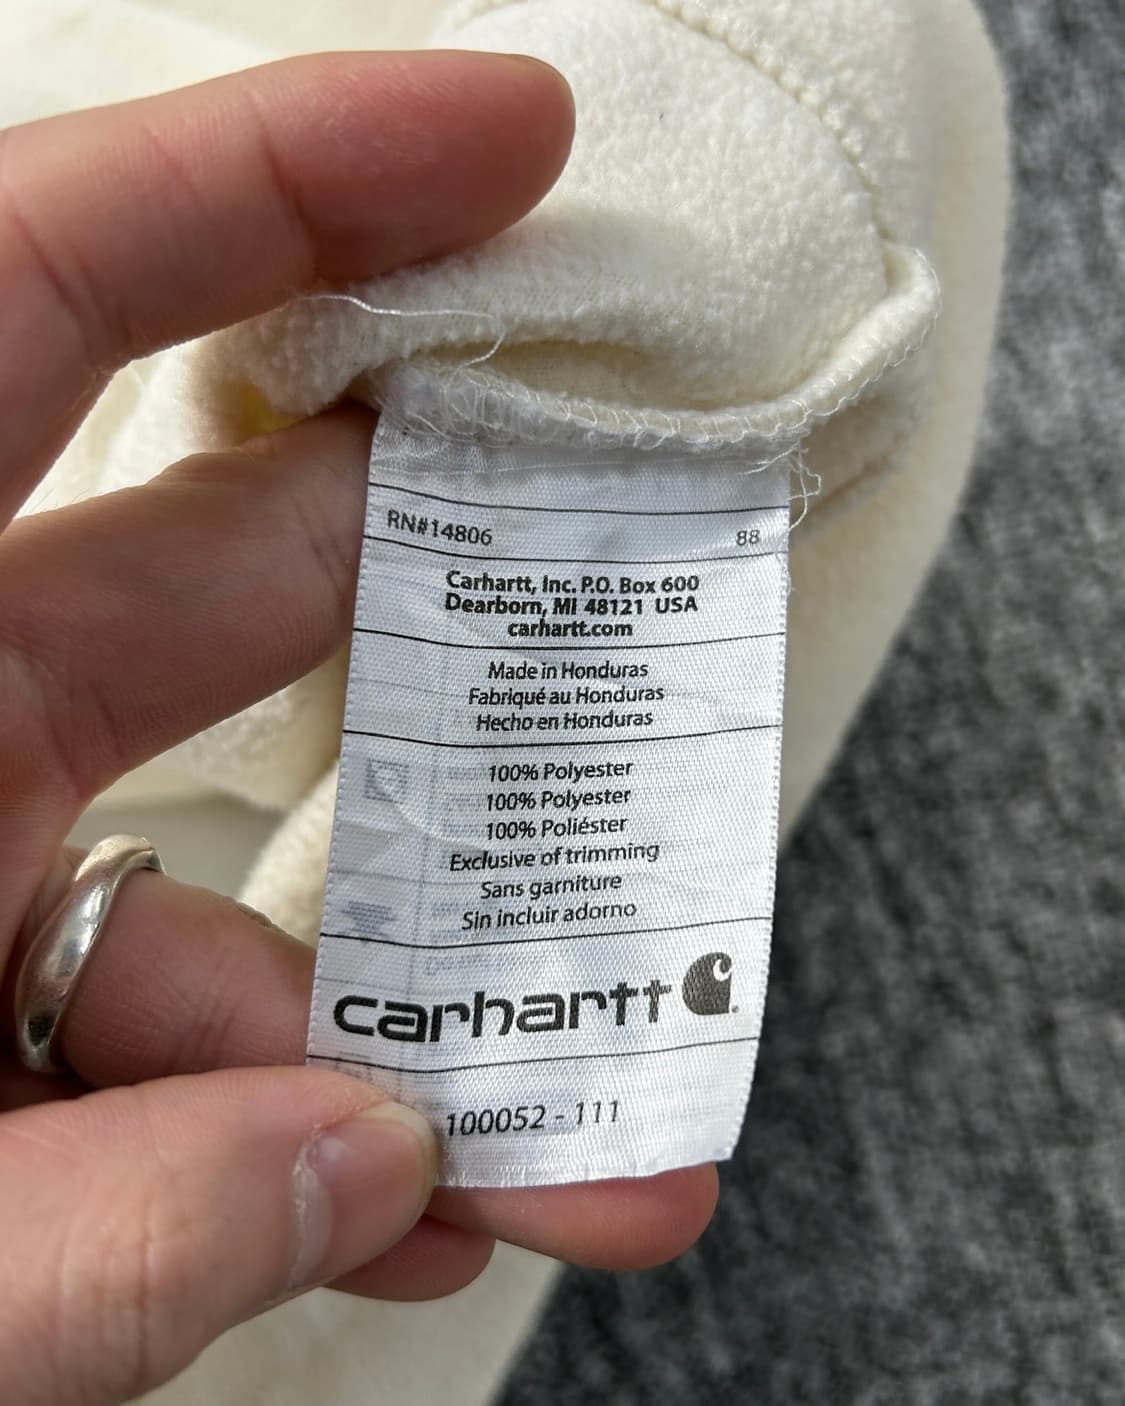 RN#14806 88
Carhartt, Inc. P.O. Box 600
Dearborn, MI 48121 USA
carhartt.com
Made in Honduras
Fabriqué au Honduras
Hecho en Honduras
100% Polyester
100% Polyester
100% Poliéster
Exclusive of trimming
Sans garniture
Sin incluir adorno
carhartt
100052 - 111